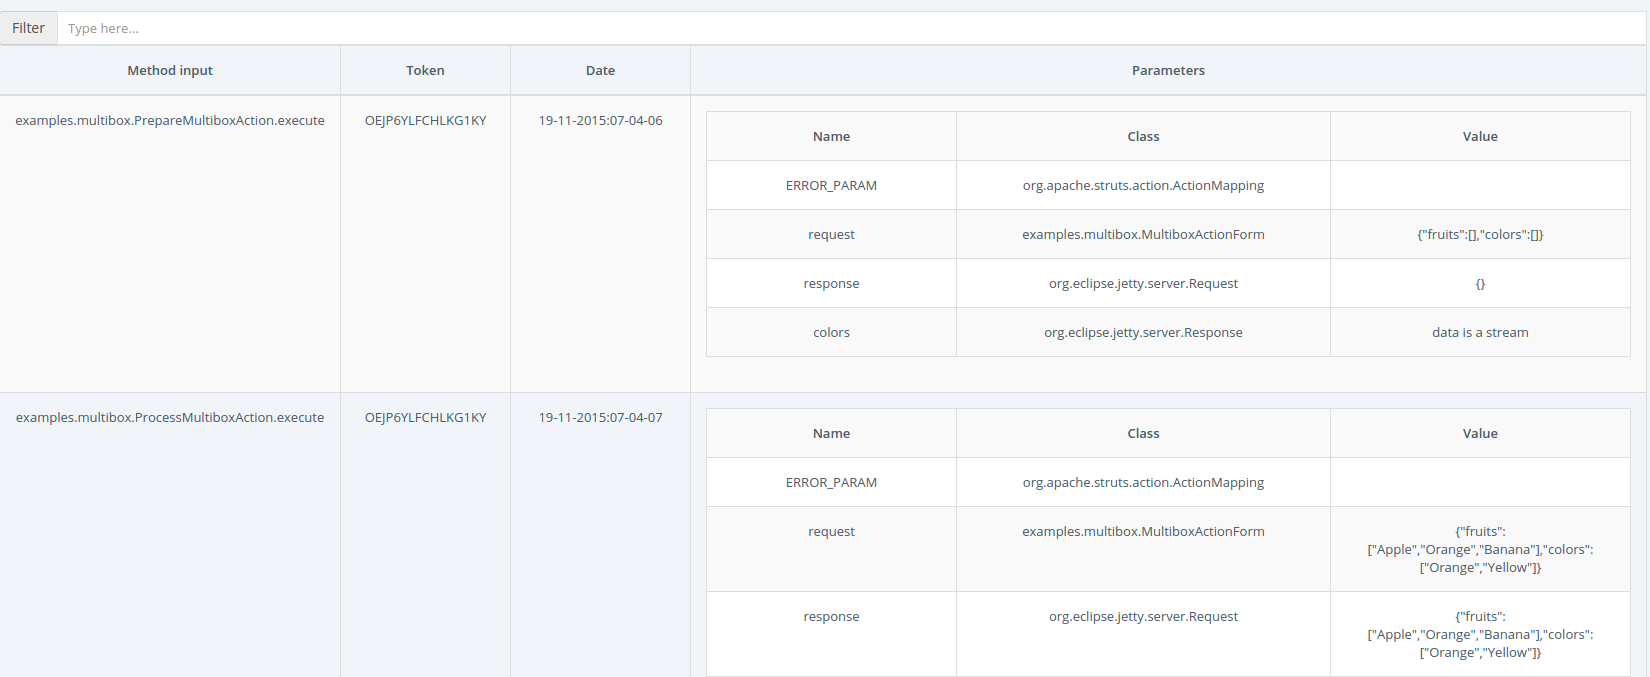 Filter Type here...
Method input Token Date Parameters
examples.multibox.PrepareMultiboxAction.execute OEJP6YLFCHLKG1KY 19-11-2015:07-04-06
Name Class Value
ERROR_PARAM org.apache.struts.action.ActionMapping
request examples.multibox.MultiboxActionForm {"fruits":[],"colors":[]}
response org.eclipse.jetty.server.Request {}
colors org.eclipse.jetty.server.Response data is a stream
examples.multibox.ProcessMultiboxAction.execute OEJP6YLFCHLKG1KY 19-11-2015:07-04-07
Name Class Value
ERROR_PARAM org.apache.struts.action.ActionMapping
request examples.multibox.MultiboxActionForm {"fruits":
["Apple","Orange","Banana"],"colors":
["Orange","Yellow"]}
response org.eclipse.jetty.server.Request {"fruits":
["Apple","Orange","Banana"],"colors":
["Orange","Yellow"]}